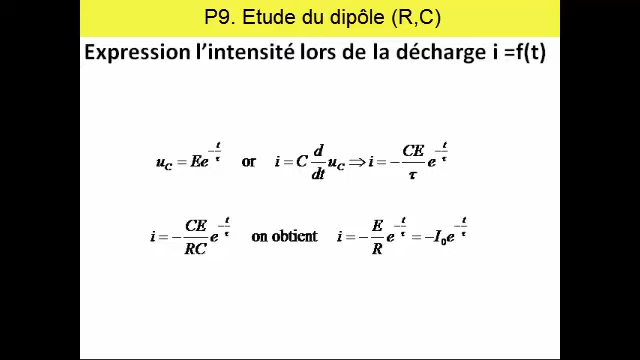 P9. Etude du dipôle (R,C)
Expression l'intensité lors de la décharge i =f(t)
u_C = Ee^{-t/τ} or i = C d/dt u_C ⇒ i = - CE/τ e^{-t/τ}
i = - CE/RC e^{-t/τ} on obtient i = - E/R e^{-t/τ} = -I_0 e^{-t/τ}